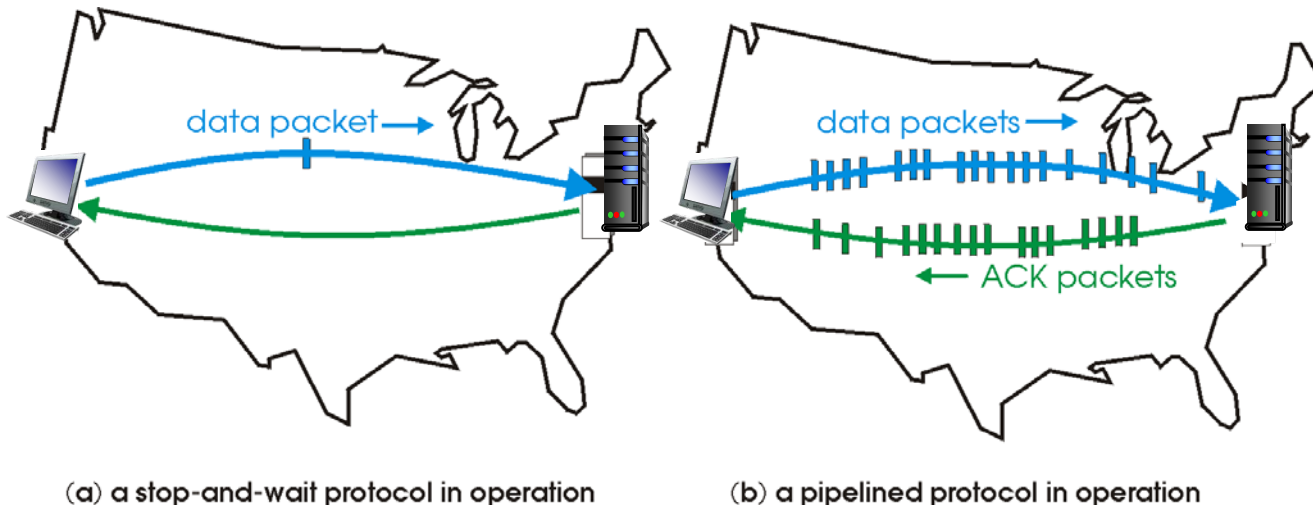 data packet
data packets
ACK packets
(a) a stop-and-wait protocol in operation
(b) a pipelined protocol in operation